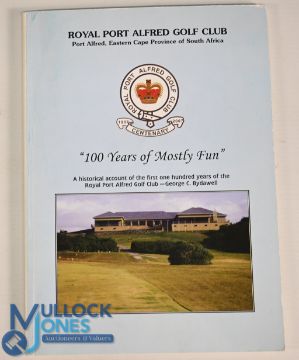 ROYAL PORT ALFRED GOLF CLUB
Port Alfred, Eastern Cape Province of South Africa
ROYAL PORT ALFRED GOLF CLUB
CENTENARY
"100 Years of Mostly Fun"
A historical account of the first one hundred years of the
Royal Port Alfred Golf Club —George C. Bydawell
MULLOCK
JONES
Auctioneers & Valuers